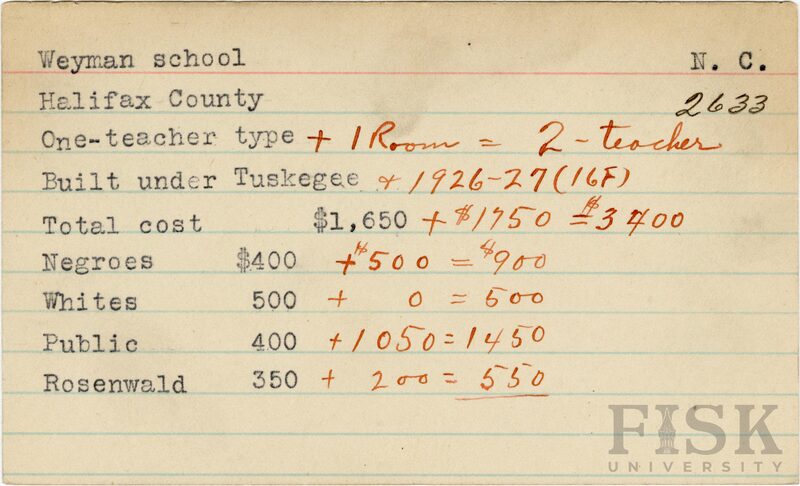 Weyman school N. C.
Halifax County 2633
One-teacher type + 1 Room = 2-teacher
Built under Tuskegee & 1926-27 (16F)
Total cost $1,650 + $1750 = $3400
Negroes $400 + $500 = $900
Whites 500 + 0 = 500
Public 400 + 1050 = 1450
Rosenwald 350 + 200 = 550
FISK
UNIVERSITY